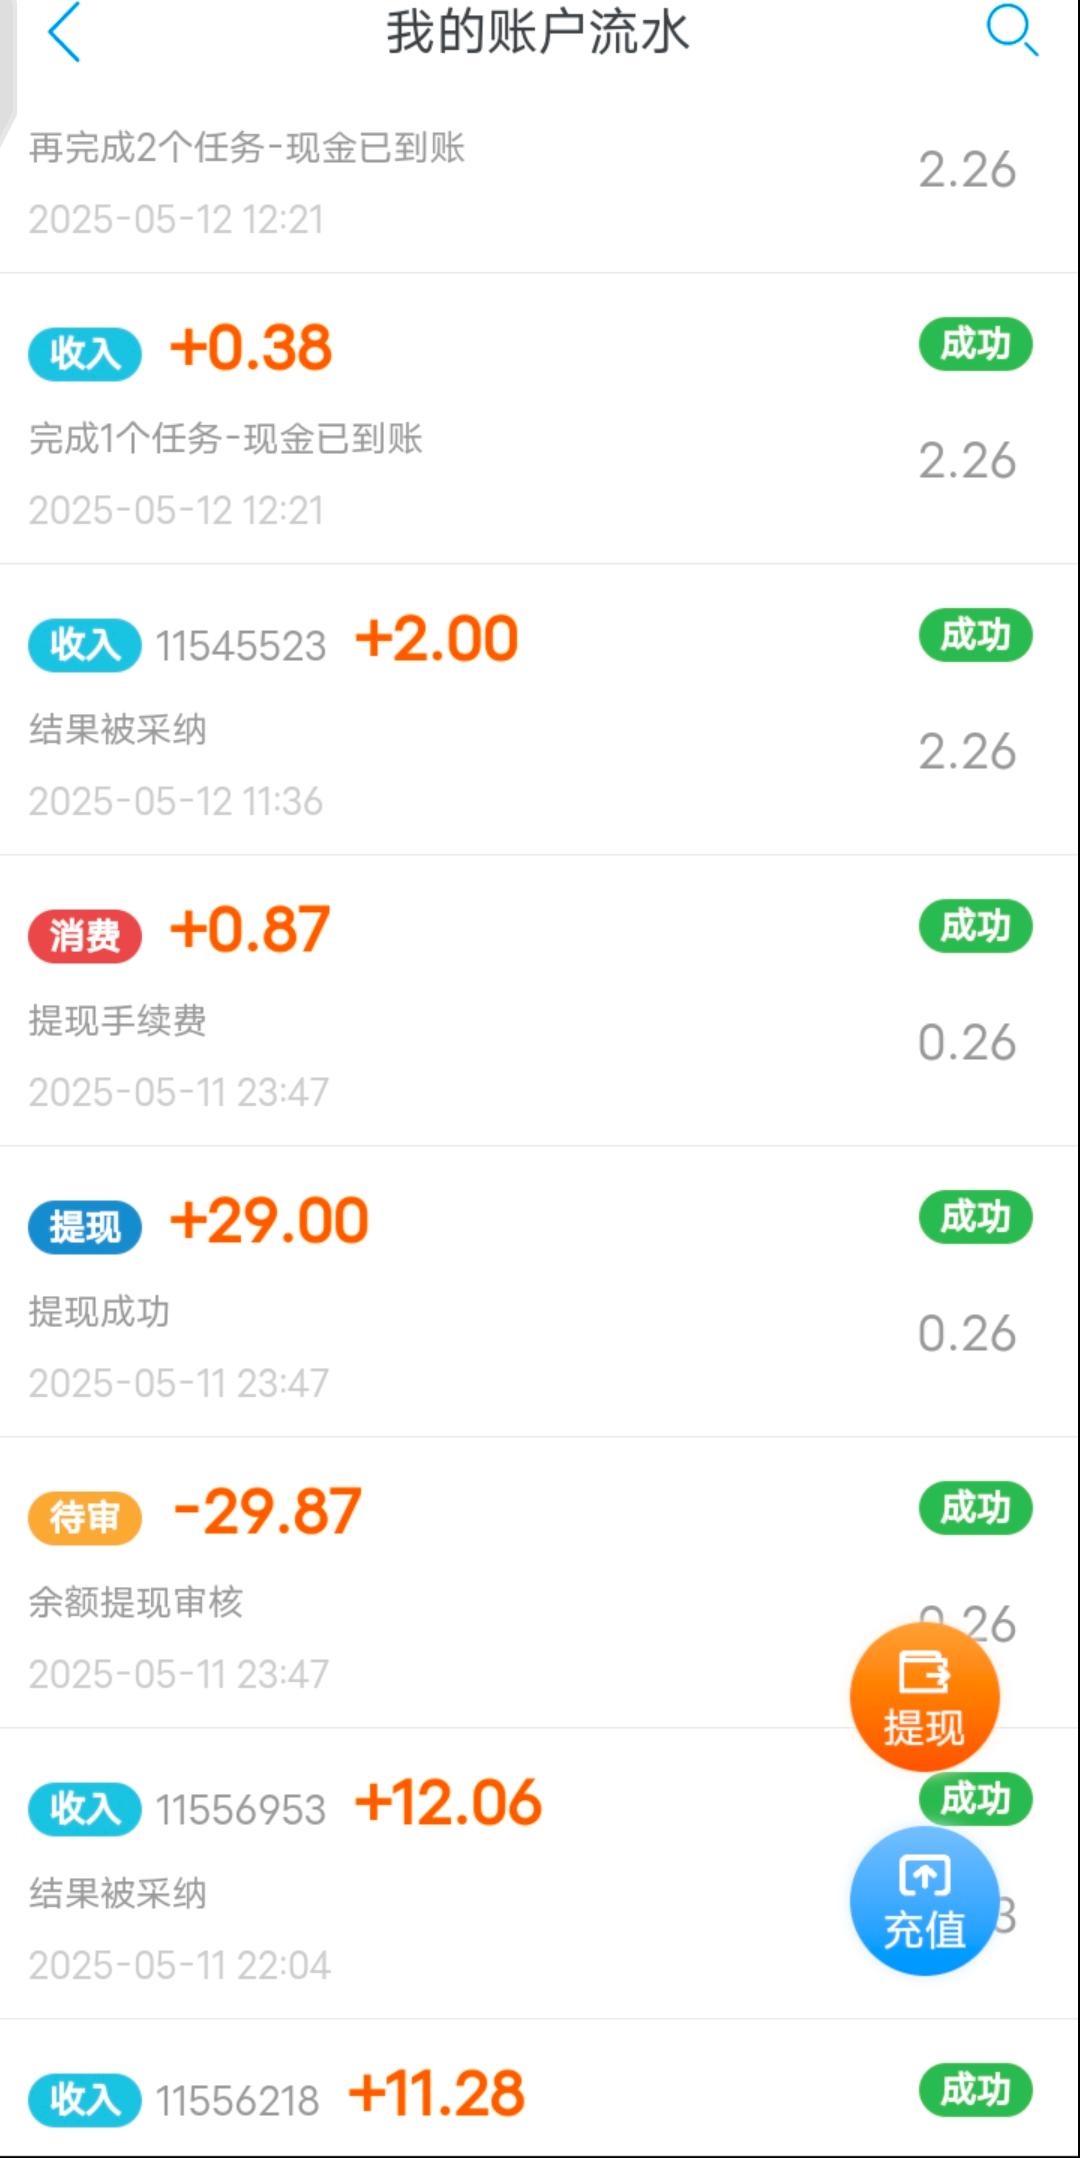 我的账户流水
再完成2个任务-现金已到账
2.26
2025-05-12 12:21
收入 +0.38 成功
完成1个任务-现金已到账
2.26
2025-05-12 12:21
收入 11545523 +2.00 成功
结果被采纳
2.26
2025-05-12 11:36
消费 +0.87 成功
提现手续费
0.26
2025-05-11 23:47
提现 +29.00 成功
提现成功
0.26
2025-05-11 23:47
待审 -29.87 成功
余额提现审核
0.26
2025-05-11 23:47
提现
收入 11556953 +12.06 成功
结果被采纳
3
充值
2025-05-11 22:04
收入 11556218 +11.28 成功